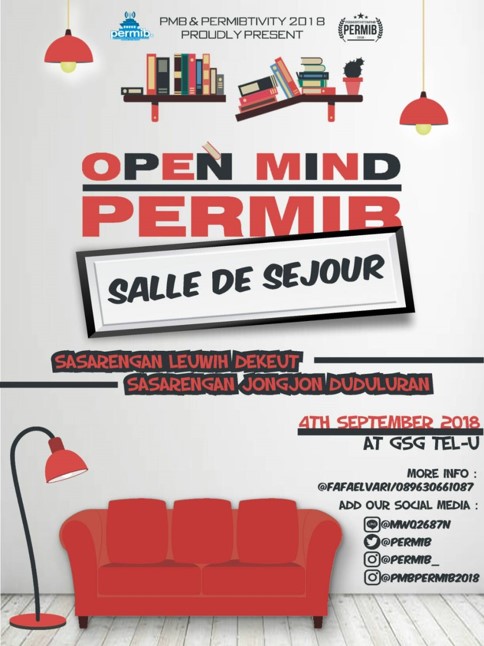 PMB & PERMIBTIVITY 2018
PROUDLY PRESENT
permib
PERMIB
OPEN MIND
PERMIB
SALLE DE SEJOUR
SASARENGAN LEUWIH DEKEUT
SASARENGAN JONGJON DUDULURAN
4TH SEPTEMBER 2018
AT GSG TEL-U
MORE INFO :
@FAFAELVARI/089630661087
ADD OUR SOCIAL MEDIA :
@MWQ2687N
@PERMIB
@PERMIB_
@PMBPERMIB2018